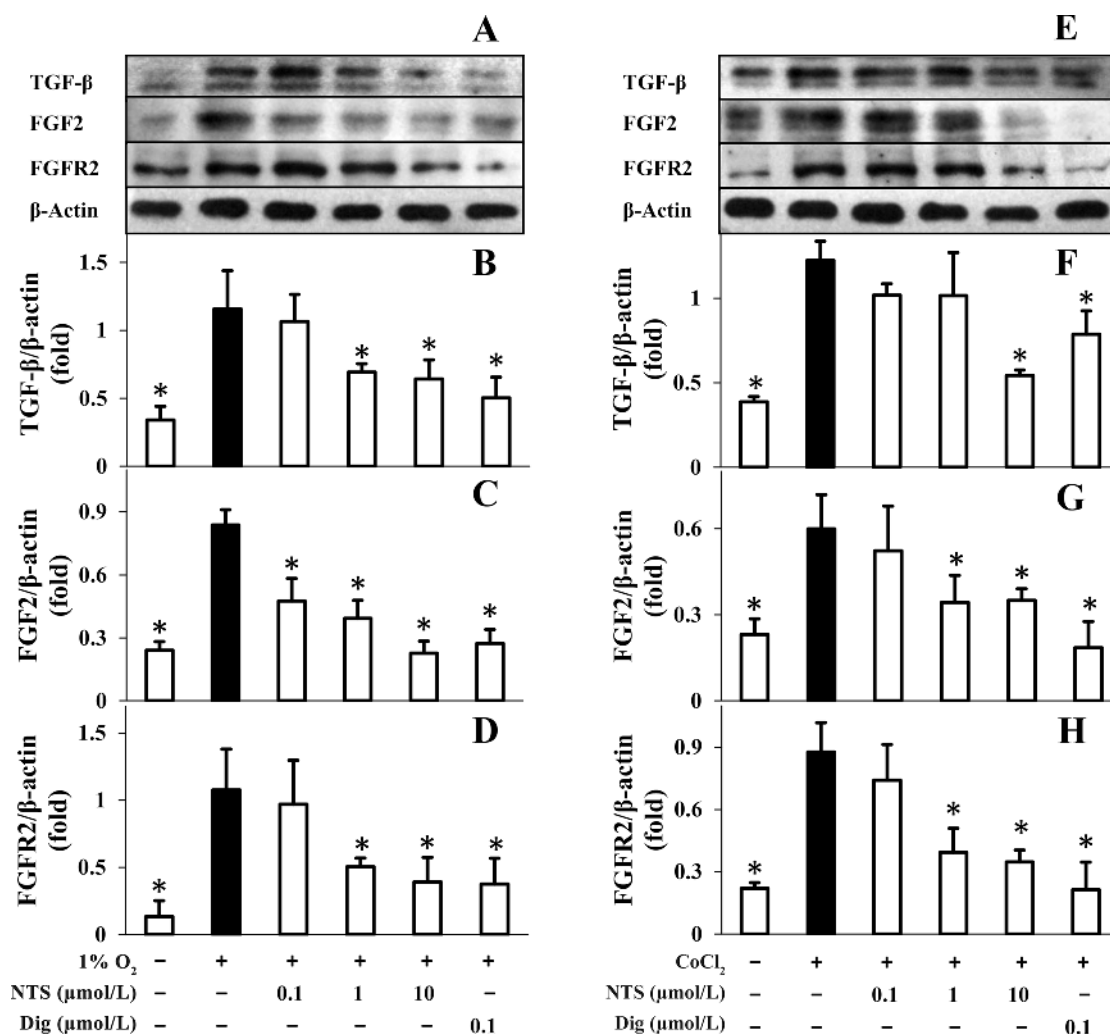 A
TGF-β
FGF2
FGFR2
β-Actin
B
TGF-β/β-actin
(fold)
1.5
1
0.5
0
* * * *
C
FGF2/β-actin
(fold)
0.9
0.6
0.3
0
* * * * *
D
FGFR2/β-actin
(fold)
1.5
1
0.5
0
* * * *
1% O₂ – + + + + +
NTS (μmol/L) – – 0.1 1 10 –
Dig (μmol/L) – – – – – 0.1
E
TGF-β
FGF2
FGFR2
β-Actin
F
TGF-β/β-actin
(fold)
1
0.5
0
* * *
G
FGF2/β-actin
(fold)
0.6
0.3
0
* * * *
H
FGFR2/β-actin
(fold)
0.9
0.6
0.3
0
* * * *
CoCl₂ – + + + + +
NTS (μmol/L) – – 0.1 1 10 –
Dig (μmol/L) – – – – – 0.1